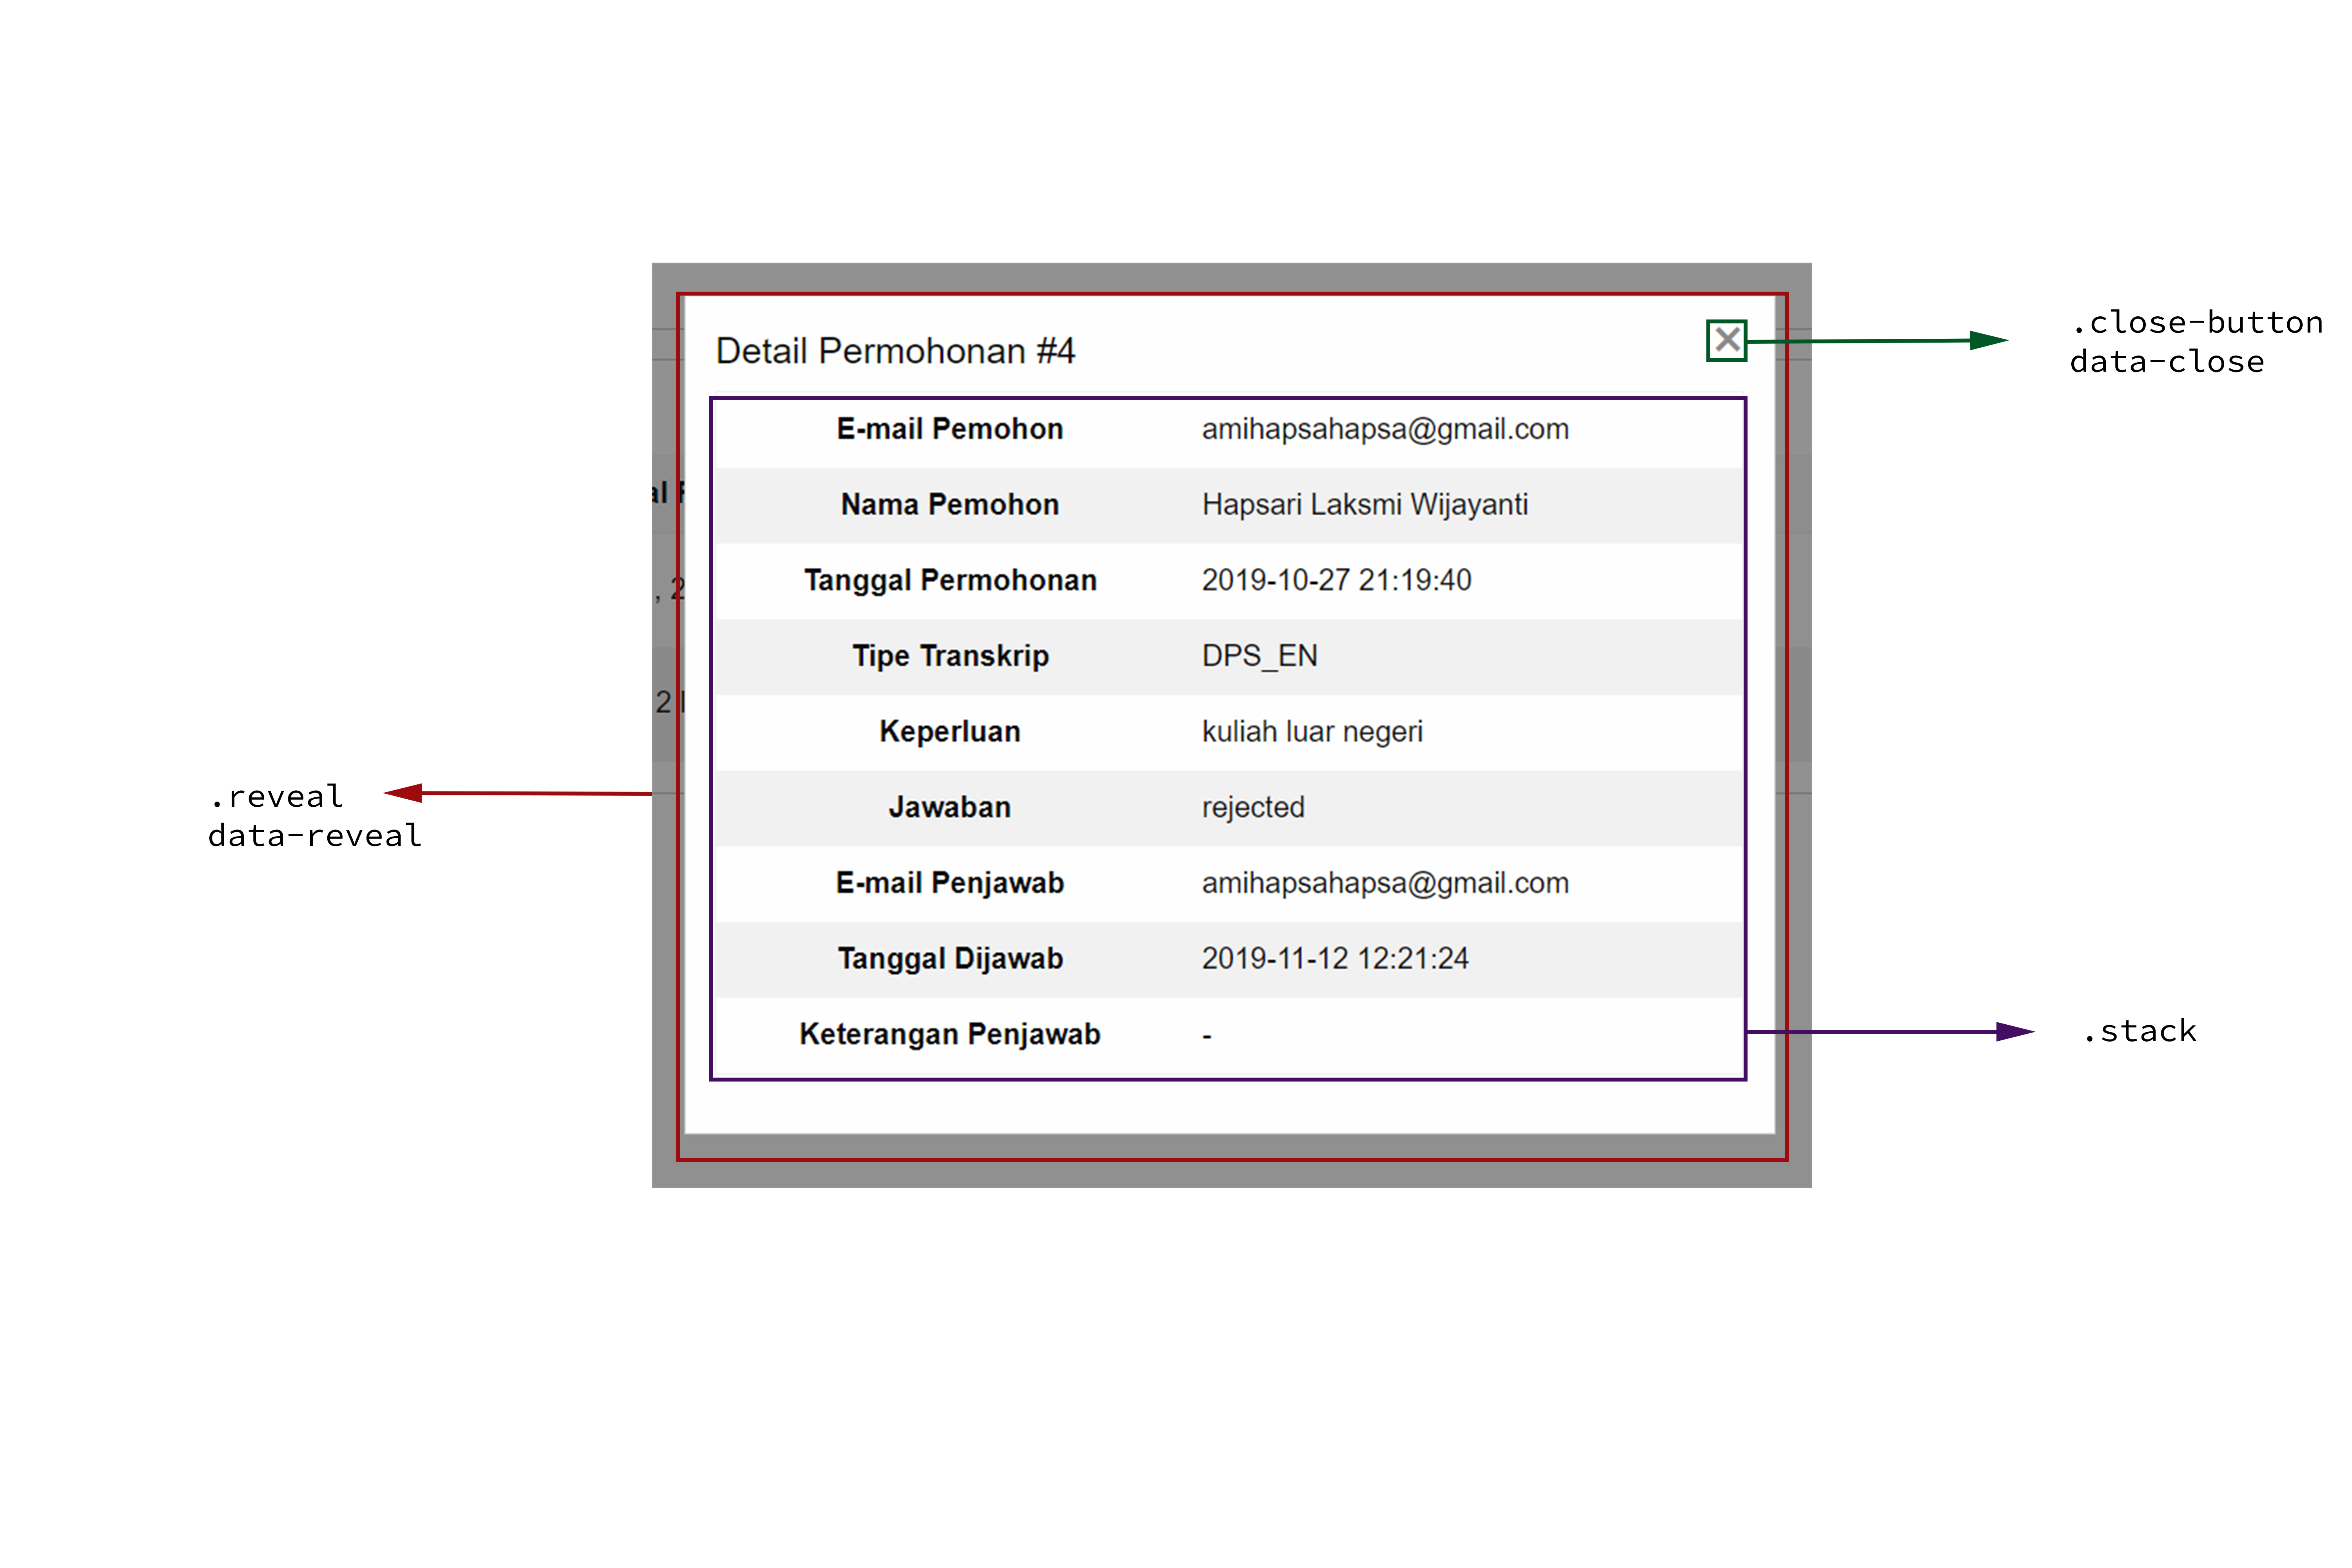 Detail Permohonan #4
.close-button
data-close
E-mail Pemohon amihapsahapsa@gmail.com
Nama Pemohon Hapsari Laksmi Wijayanti
Tanggal Permohonan 2019-10-27 21:19:40
Tipe Transkrip DPS_EN
Keperluan kuliah luar negeri
.reveal
data-reveal
Jawaban rejected
E-mail Penjawab amihapsahapsa@gmail.com
Tanggal Dijawab 2019-11-12 12:21:24
Keterangan Penjawab -
.stack